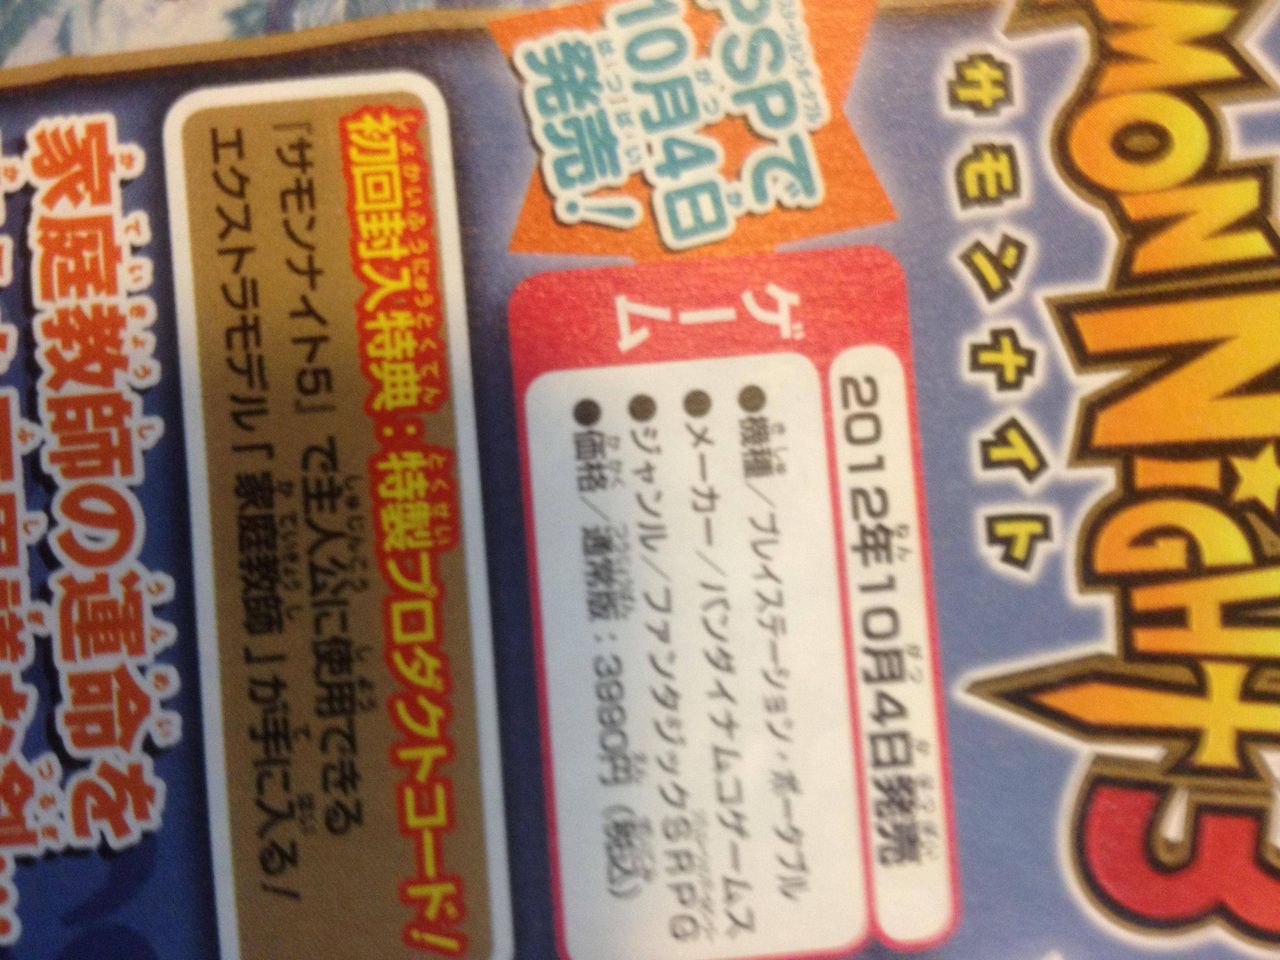 MON NIGHT 3
サモンナイト
PSPで
10月4日
発売!
ゲーム
2012年10月4日発売
●機種/プレイステーション・ポータブル
●メーカー/バンダイナムコゲームス
●ジャンル/ファンタジックSRPG
●価格/通常版:3990円(税込)
初回封入特典:特製プロダクトコード!
「サモンナイト5」で主人公に使用できる
エクストラモデル「家庭教師」が手に入る!
家庭教師の運命を